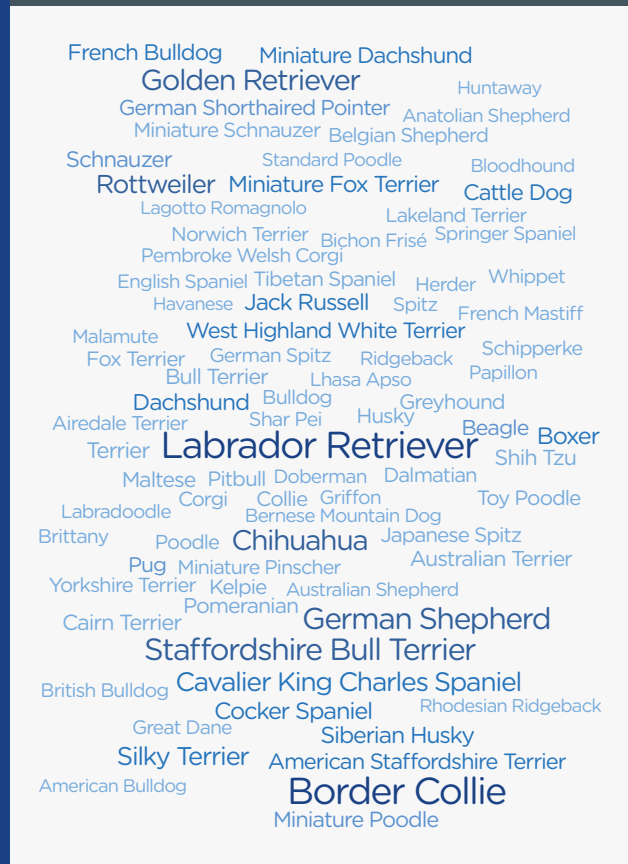 French Bulldog Miniature Dachshund
Golden Retriever Huntaway
German Shorthaired Pointer Anatolian Shepherd
Miniature Schnauzer Belgian Shepherd
Schnauzer Standard Poodle Bloodhound
Rottweiler Miniature Fox Terrier Cattle Dog
Lagotto Romagnolo Lakeland Terrier
Norwich Terrier Bichon Frisé Springer Spaniel
Pembroke Welsh Corgi
English Spaniel Tibetan Spaniel Herder Whippet
Havanese Jack Russell Spitz French Mastiff
Malamute West Highland White Terrier
Fox Terrier German Spitz Ridgeback Schipperke
Bull Terrier Lhasa Apso Papillon
Dachshund Bulldog Greyhound
Airedale Terrier Shar Pei Husky Beagle Boxer
Terrier Labrador Retriever Shih Tzu
Maltese Pitbull Doberman Dalmatian
Corgi Collie Griffon Toy Poodle
Labradoodle Bernese Mountain Dog
Brittany Poodle Chihuahua Japanese Spitz
Pug Miniature Pinscher Australian Terrier
Yorkshire Terrier Kelpie Australian Shepherd
Pomeranian
Cairn Terrier German Shepherd
Staffordshire Bull Terrier
British Bulldog Cavalier King Charles Spaniel
Cocker Spaniel Rhodesian Ridgeback
Great Dane Siberian Husky
Silky Terrier American Staffordshire Terrier
American Bulldog Border Collie
Miniature Poodle